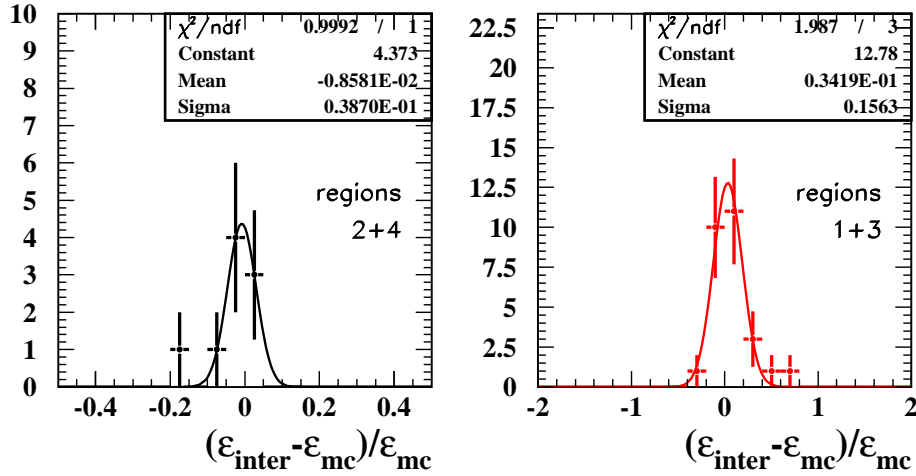 χ²/ndf 0.9992 / 1
Constant 4.373
Mean -0.8581E-02
Sigma 0.3870E-01
10
9
8
7
6
5
4
3
2
1
0
regions
2+4
-0.4 -0.2 0 0.2 0.4
(ε_inter-ε_mc)/ε_mc
χ²/ndf 1.987 / 3
Constant 12.78
Mean 0.3419E-01
Sigma 0.1563
22.5
20
17.5
15
12.5
10
7.5
5
2.5
0
regions
1+3
-2 -1 0 1 2
(ε_inter-ε_mc)/ε_mc